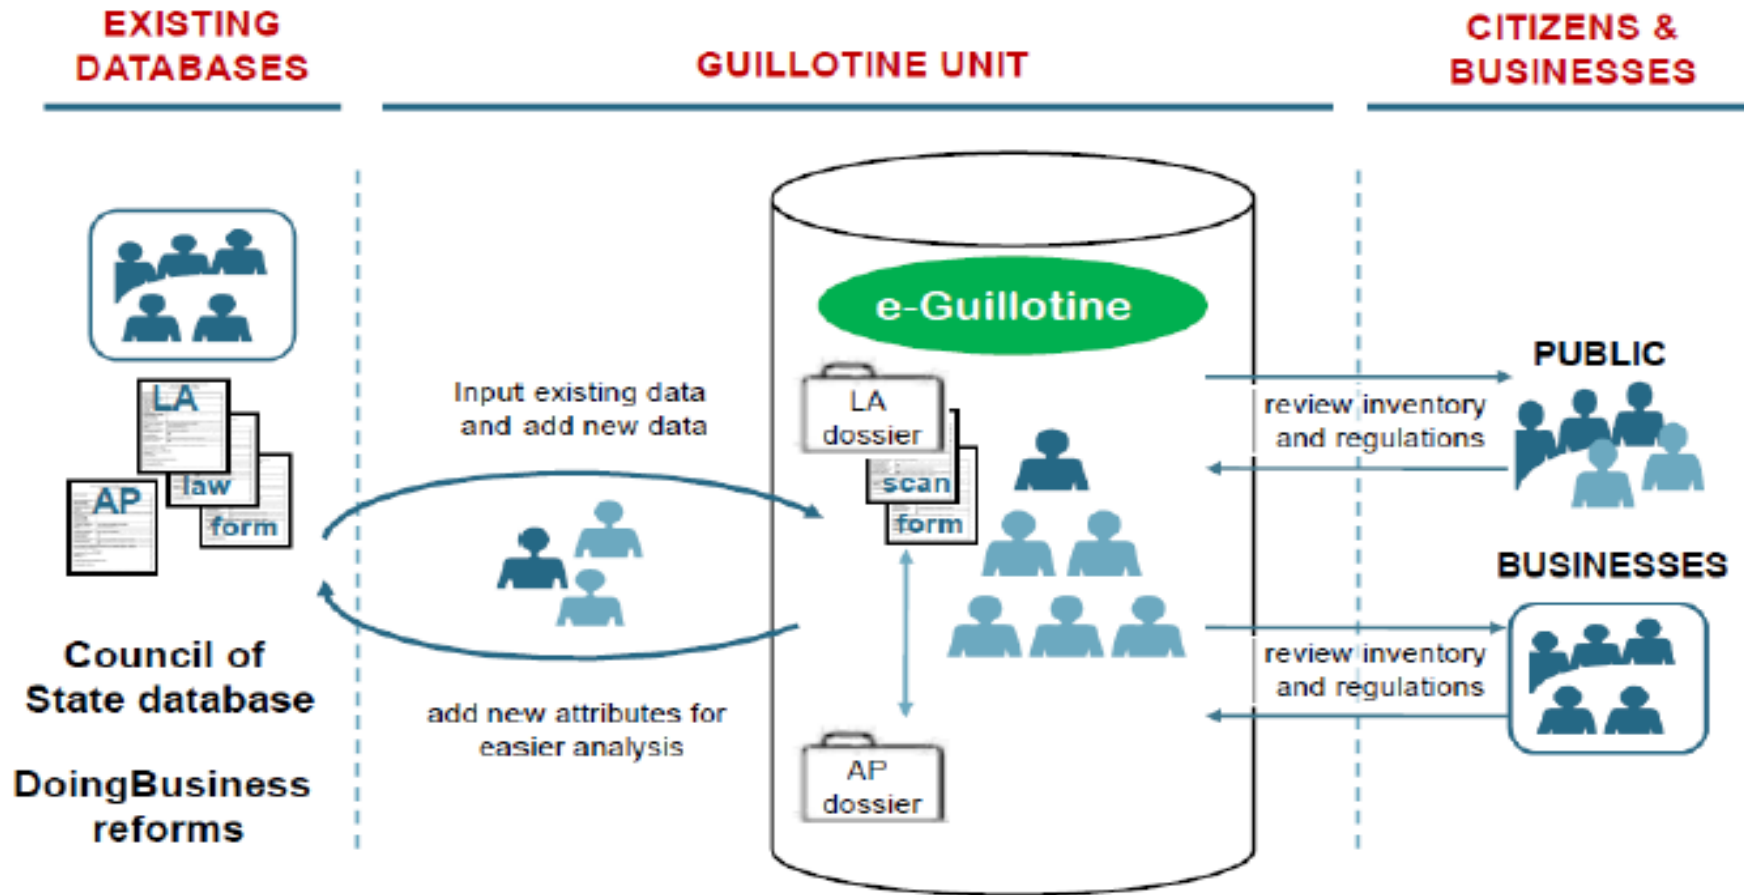 EXISTING
DATABASES
GUILLOTINE UNIT
CITIZENS &
BUSINESSES
LA
law
form
AP
Council of
State database
DoingBusiness
reforms
Input existing data
and add new data
add new attributes for
easier analysis
e-Guillotine
LA
dossier
scan
form
AP
dossier
review inventory
and regulations
review inventory
and regulations
PUBLIC
BUSINESSES